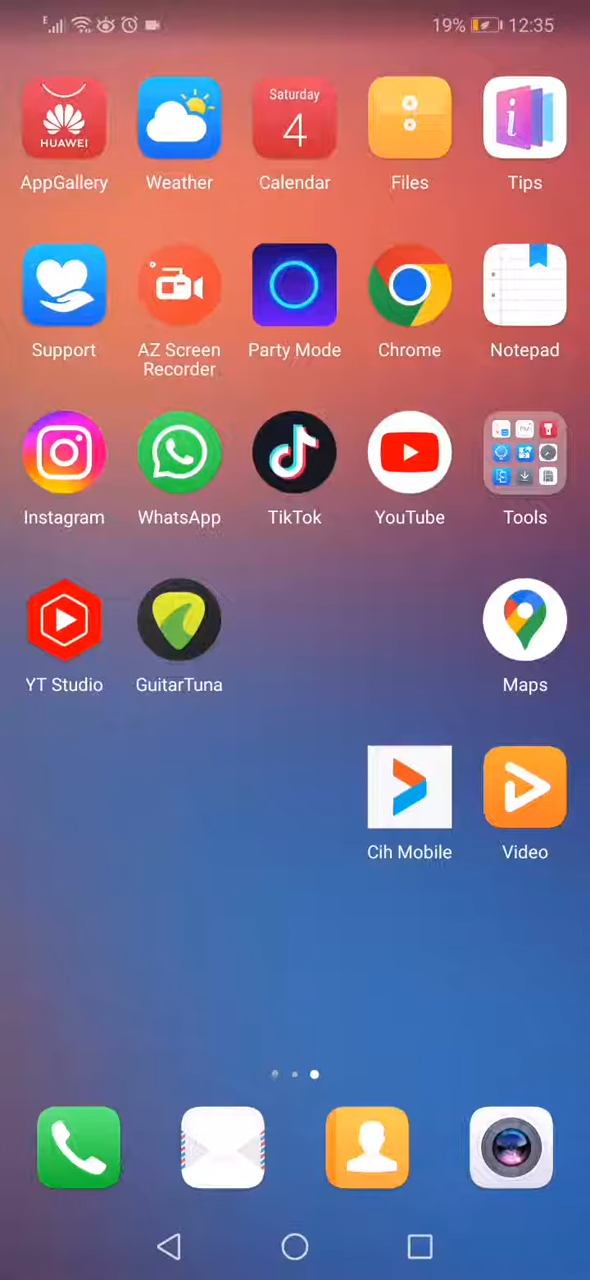 E 19% 12:35
HUAWEI
Saturday
4
AppGallery Weather Calendar Files Tips
Support AZ Screen Recorder Party Mode Chrome Notepad
Instagram WhatsApp TikTok YouTube Tools
YT Studio GuitarTuna Maps
Cih Mobile Video